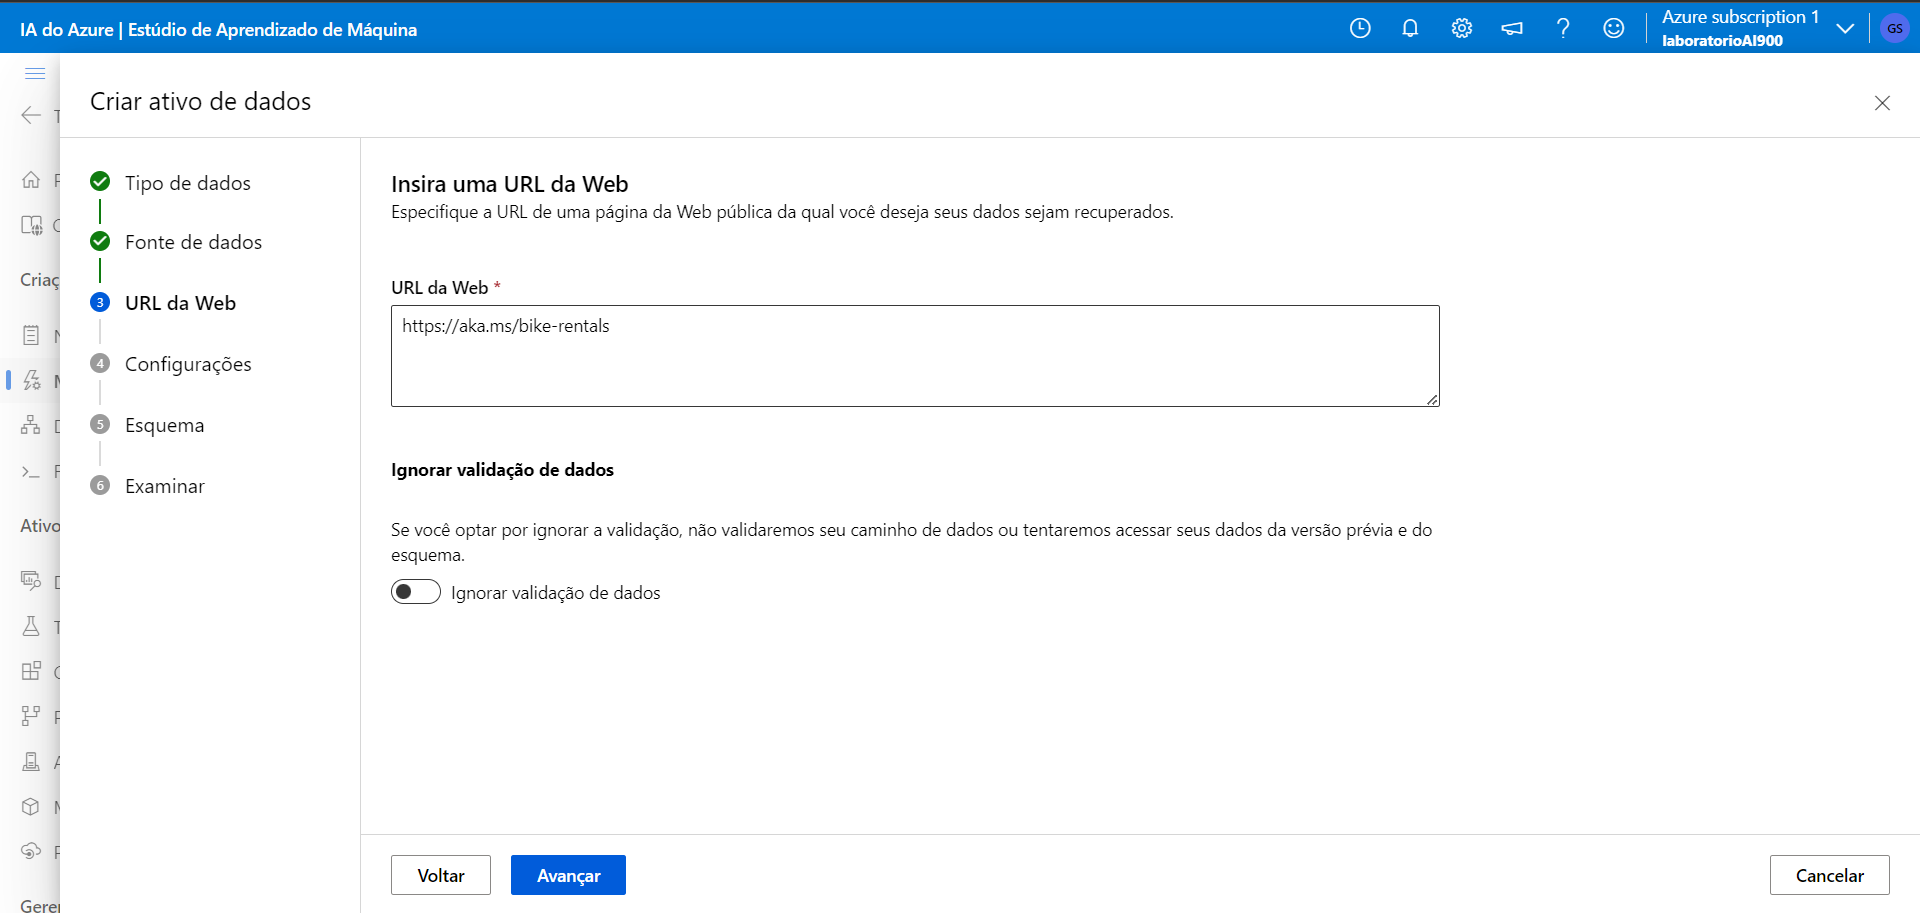 IA do Azure | Estúdio de Aprendizado de Máquina
Azure subscription 1
laboratorioAI900
GS
Criar ativo de dados
Criaç
Ativo
Geren
Tipo de dados
Fonte de dados
3 URL da Web
4 Configurações
5 Esquema
6 Examinar
Insira uma URL da Web
Especifique a URL de uma página da Web pública da qual você deseja seus dados sejam recuperados.
URL da Web *
https://aka.ms/bike-rentals
Ignorar validação de dados
Se você optar por ignorar a validação, não validaremos seu caminho de dados ou tentaremos acessar seus dados da versão prévia e do
esquema.
Ignorar validação de dados
Voltar
Avançar
Cancelar